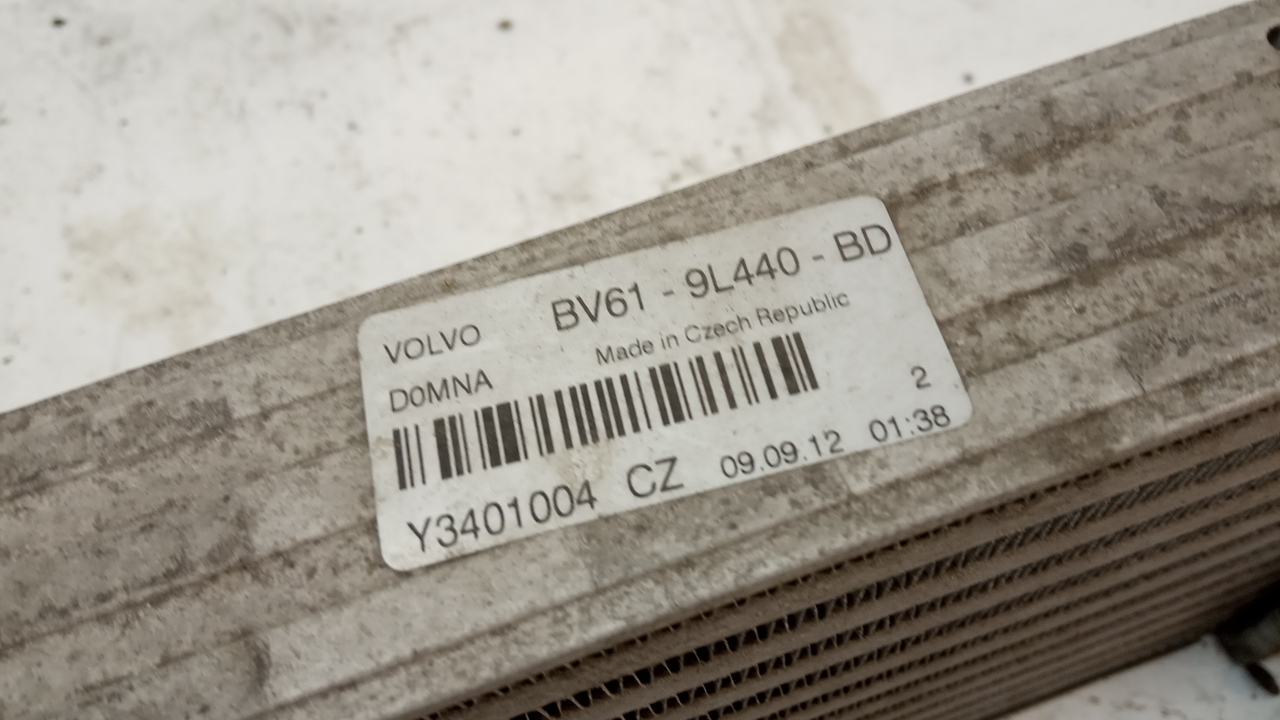 VOLVO BV61 - 9L440 - BD
Made in Czech Republic
D0MNA
2
Y3401004 CZ 09.09.12 01:38